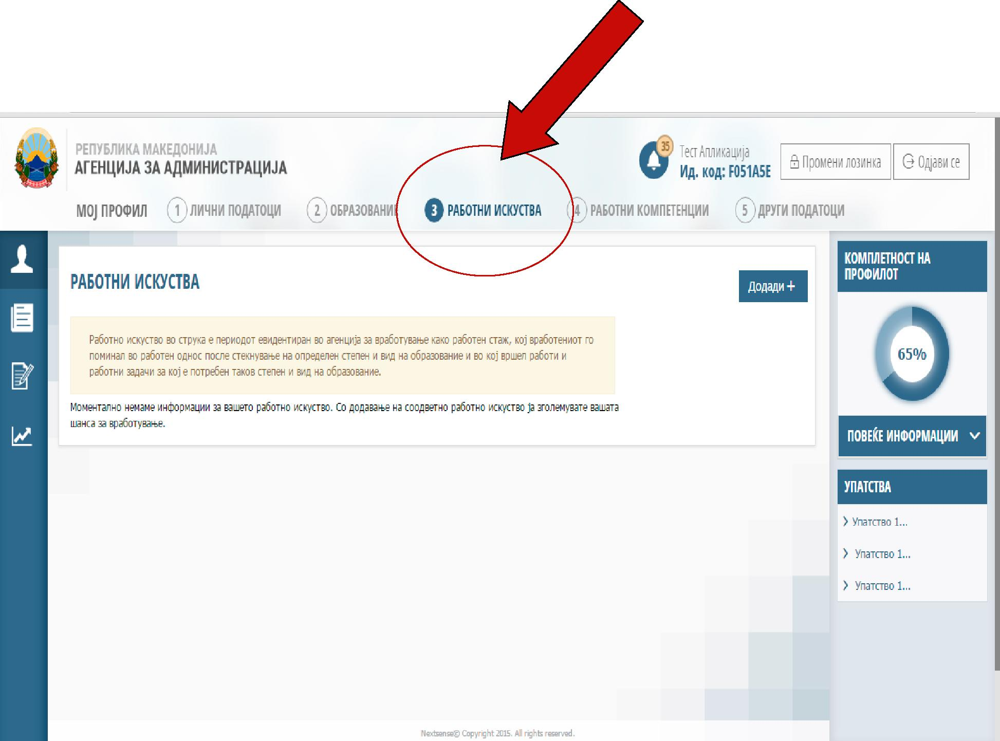 РЕПУБЛИКА МАКЕДОНИЈА
АГЕНЦИЈА ЗА АДМИНИСТРАЦИЈА
35
Тест Апликација
Ид. код: F051A5E
Промени лозинка
Одјави се
МОЈ ПРОФИЛ
1 ЛИЧНИ ПОДАТОЦИ
2 ОБРАЗОВАНИЕ
3 РАБОТНИ ИСКУСТВА
4 РАБОТНИ КОМПЕТЕНЦИИ
5 ДРУГИ ПОДАТОЦИ
РАБОТНИ ИСКУСТВА
Додади +
Работно искуство во струка е периодот евидентиран во агенција за вработување како работен стаж, кој вработениот го
поминал во работен однос после стекнување на определен степен и вид на образование и во кој вршел работи и
работни задачи за кој е потребен таков степен и вид на образование.
Моментално немаме информации за вашето работно искуство. Со додавање на соодветно работно искуство ја зголемувате вашата
шанса за вработување.
КОМПЛЕТНОСТ НА
ПРОФИЛОТ
65%
ПОВЕЌЕ ИНФОРМАЦИИ
УПАТСТВА
Упатство 1...
Упатство 1...
Упатство 1...
Nextsense© Copyright 2015. All rights reserved.